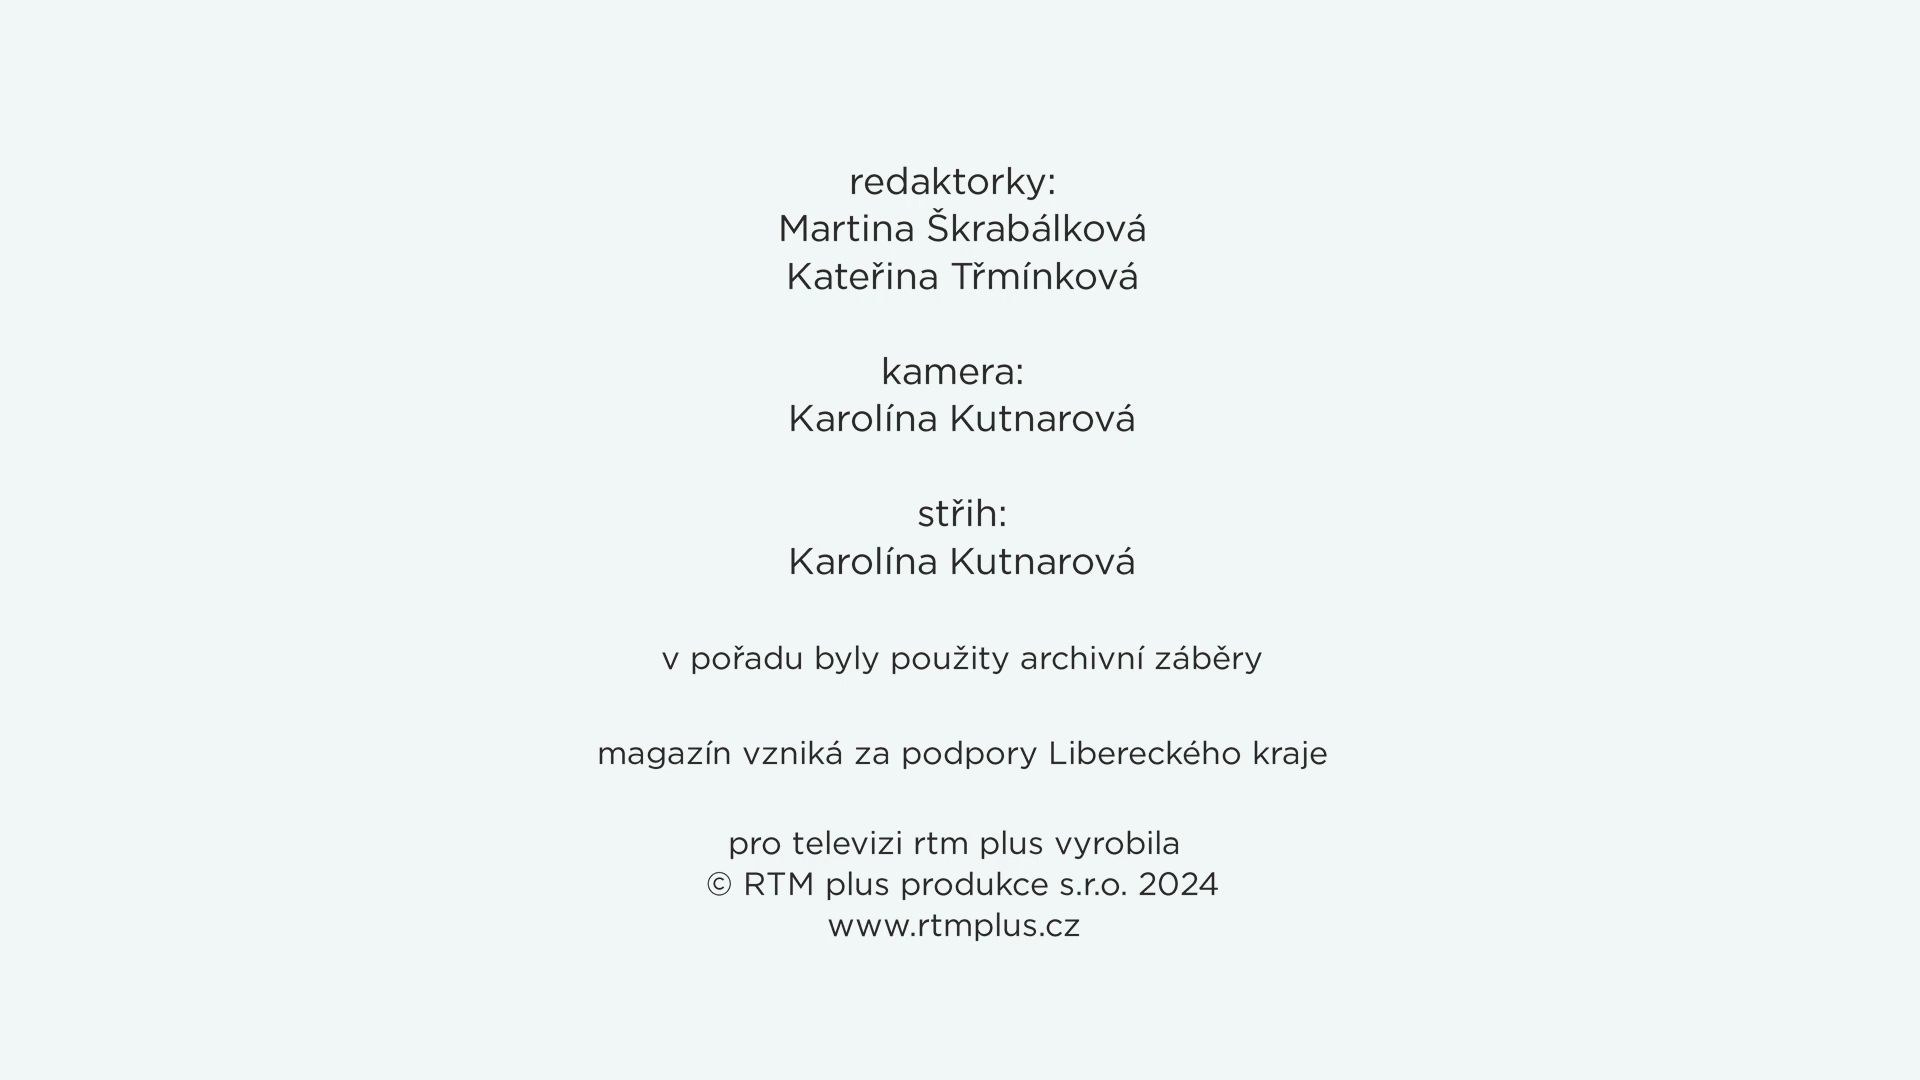 redaktorky:
Martina Škrabálková
Kateřina Třmínková
kamera:
Karolína Kutnarová
střih:
Karolína Kutnarová
v pořadu byly použity archivní záběry
magazín vzniká za podpory Libereckého kraje
pro televizi rtm plus vyrobila
© RTM plus produkce s.r.o. 2024
www.rtmplus.cz